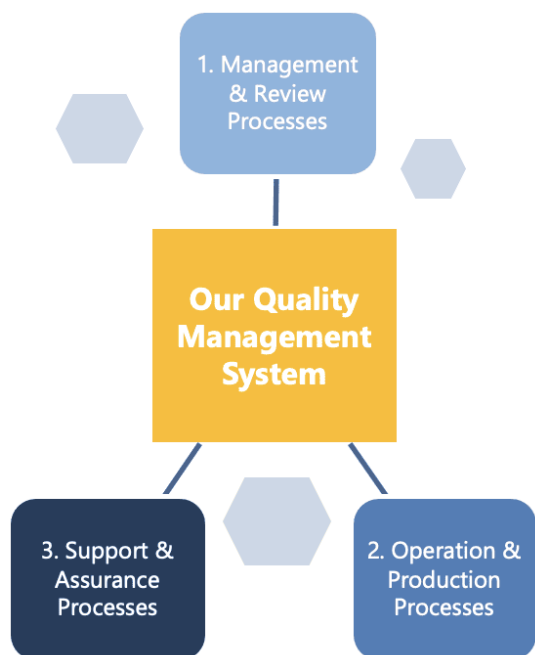 1. Management
& Review
Processes
Our Quality
Management
System
3. Support &
Assurance
Processes
2. Operation &
Production
Processes